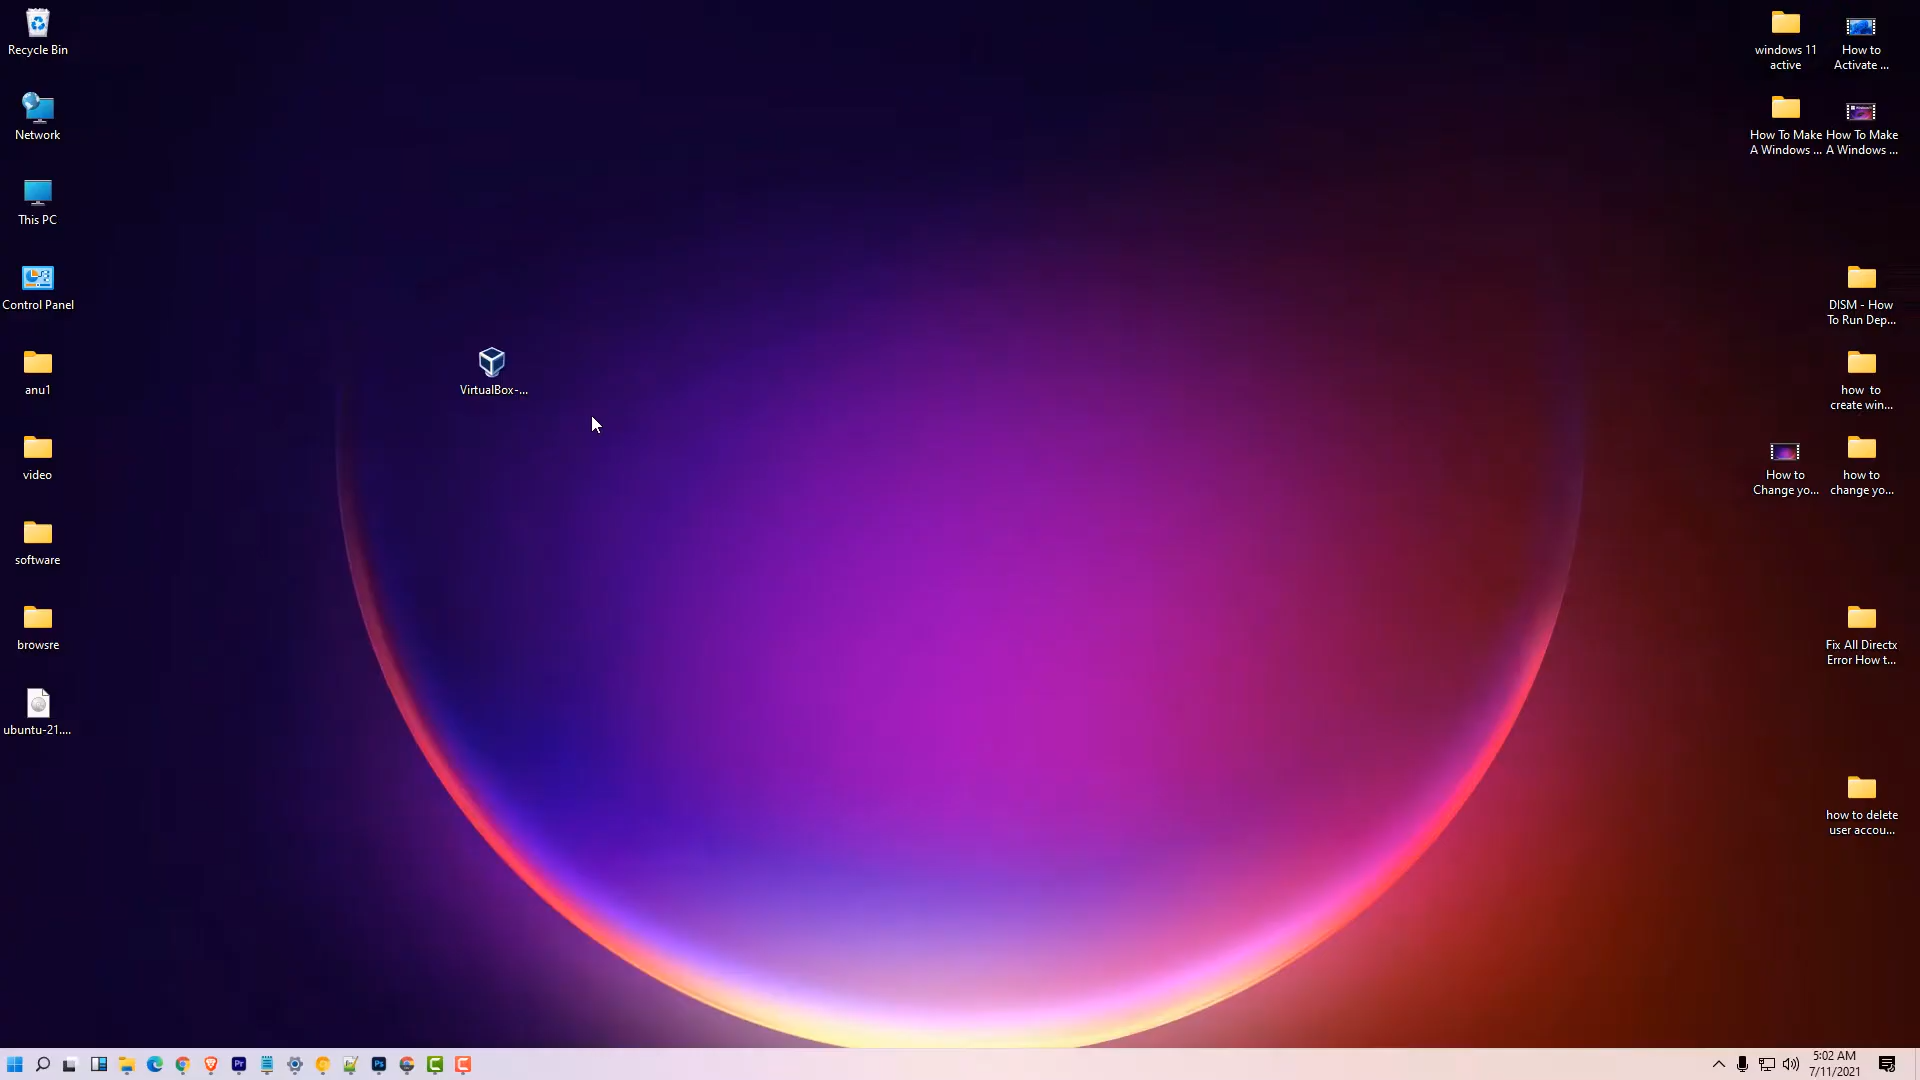 Recycle Bin
Network
This PC
Control Panel
anu1
video
software
browsre
ubuntu-21....
VirtualBox-...
windows 11
active
How to
Activate ...
How To Make
A Windows ...
How To Make
A Windows ...
DISM - How
To Run Dep...
how to
create win...
How to
Change yo...
how to
change yo...
Fix All Directx
Error How t...
how to delete
user accou...
Pr
Ps
5:02 AM
7/11/2021